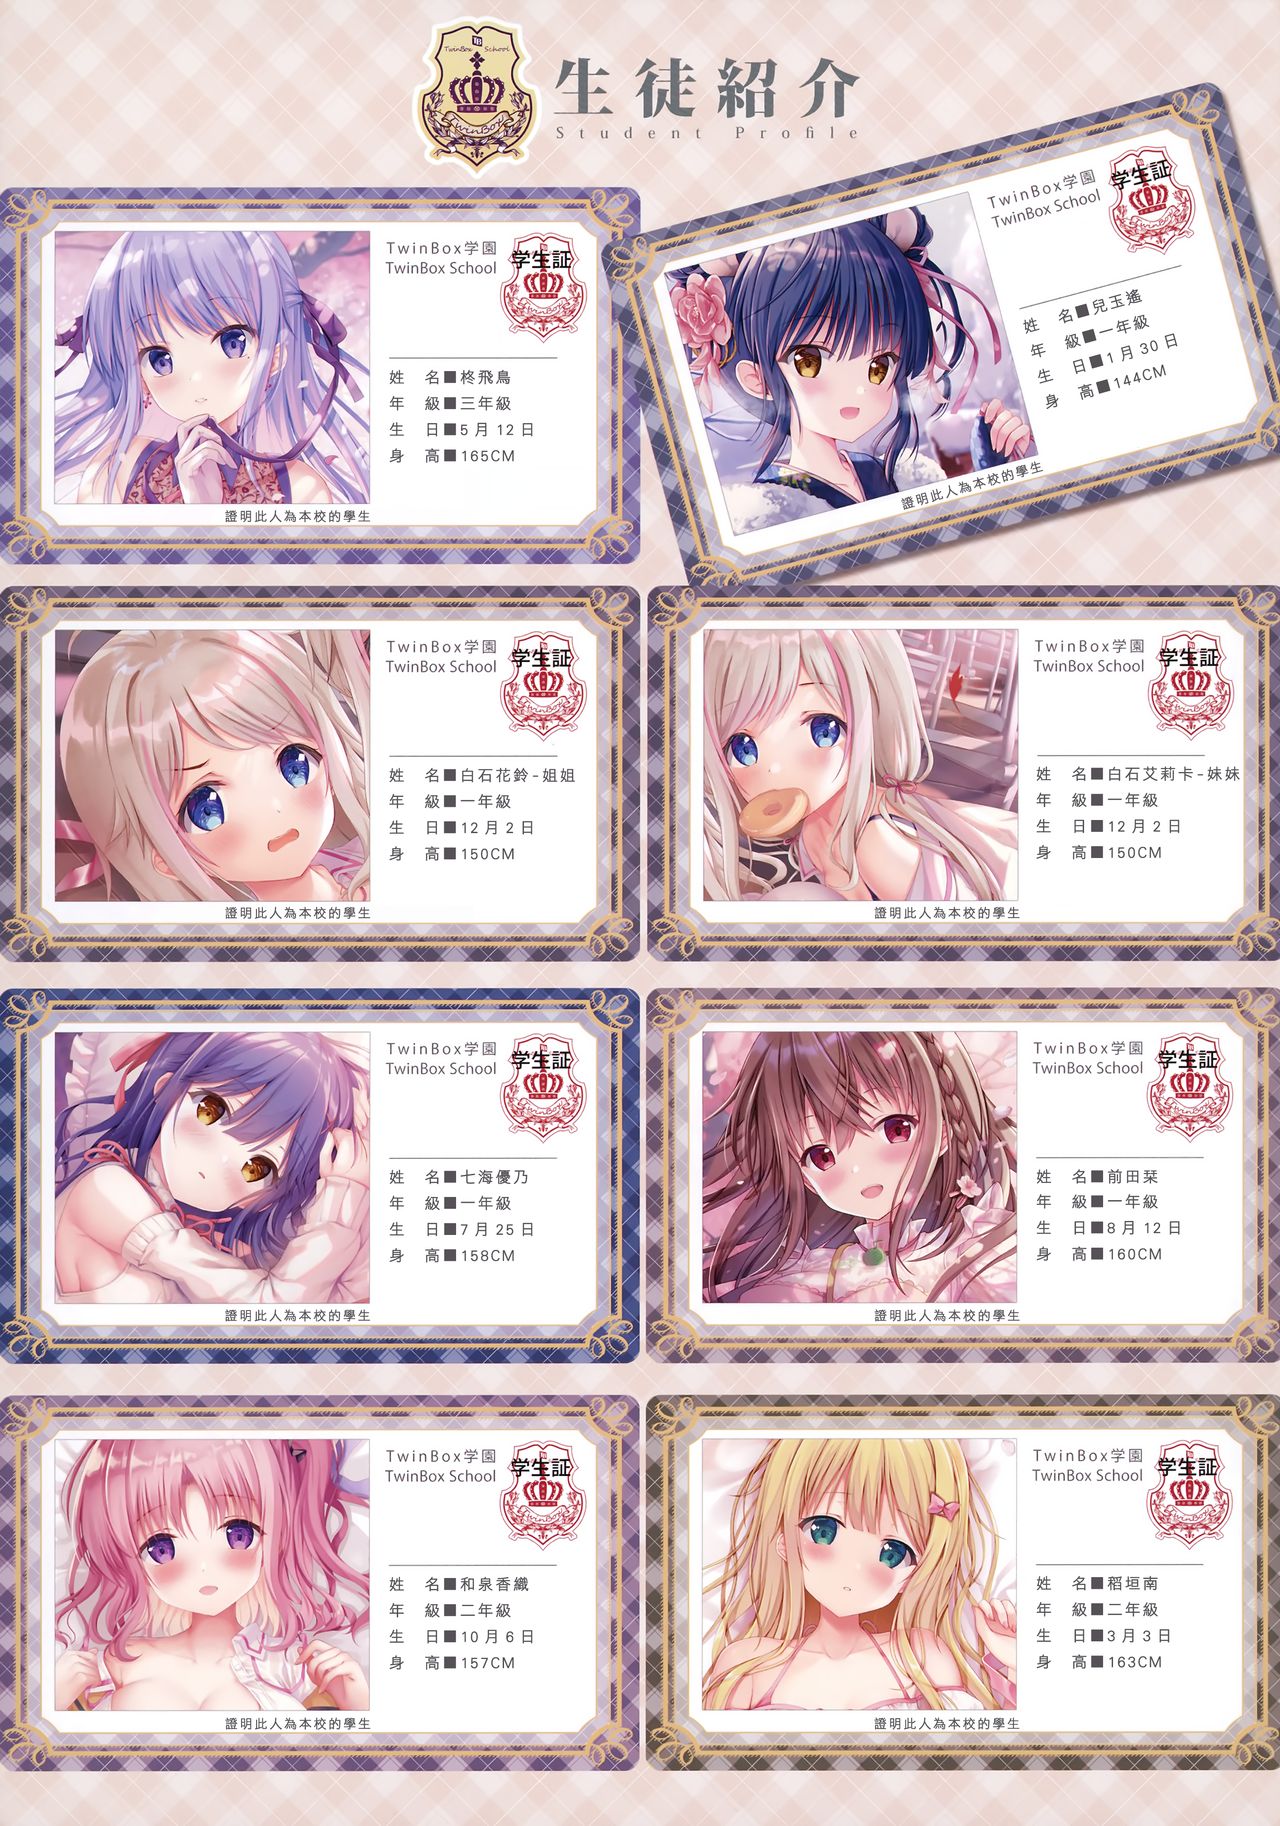 TwinBox School
TwinBox
生徒紹介
Student Profile
TwinBox学園
TwinBox School
学生証
姓 名■柊飛鳥
年 級■三年級
生 日■5月12日
身 高■165CM
證明此人為本校的學生
TwinBox学園
TwinBox School
学生証
姓 名■兒玉遙
年 級■一年級
生 日■1月30日
身 高■144CM
證明此人為本校的學生
TwinBox学園
TwinBox School
学生証
姓 名■白石花鈴-姐姐
年 級■一年級
生 日■12月2日
身 高■150CM
證明此人為本校的學生
TwinBox学園
TwinBox School
学生証
姓 名■白石艾莉卡-妹妹
年 級■一年級
生 日■12月2日
身 高■150CM
證明此人為本校的學生
TwinBox学園
TwinBox School
学生証
姓 名■七海優乃
年 級■一年級
生 日■7月25日
身 高■158CM
證明此人為本校的學生
TwinBox学園
TwinBox School
学生証
姓 名■前田栞
年 級■一年級
生 日■8月12日
身 高■160CM
證明此人為本校的學生
TwinBox学園
TwinBox School
学生証
姓 名■和泉香織
年 級■二年級
生 日■10月6日
身 高■157CM
證明此人為本校的學生
TwinBox学園
TwinBox School
学生証
姓 名■稻垣南
年 級■二年級
生 日■3月3日
身 高■163CM
證明此人為本校的學生